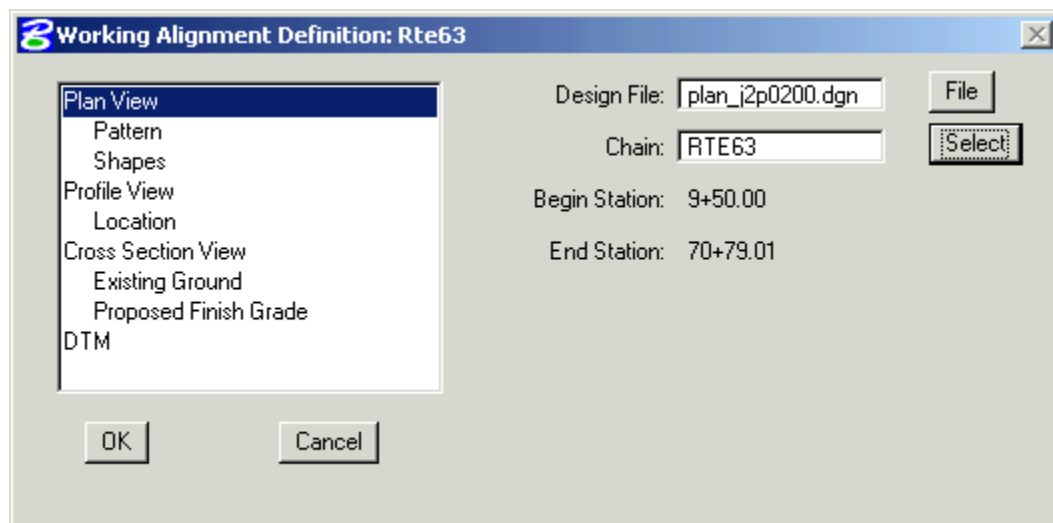 Working Alignment Definition: Rte63
Plan View
Pattern
Shapes
Profile View
Location
Cross Section View
Existing Ground
Proposed Finish Grade
DTM
Design File: plan_j2p0200.dgn File
Chain: RTE63 Select
Begin Station: 9+50.00
End Station: 70+79.01
OK Cancel